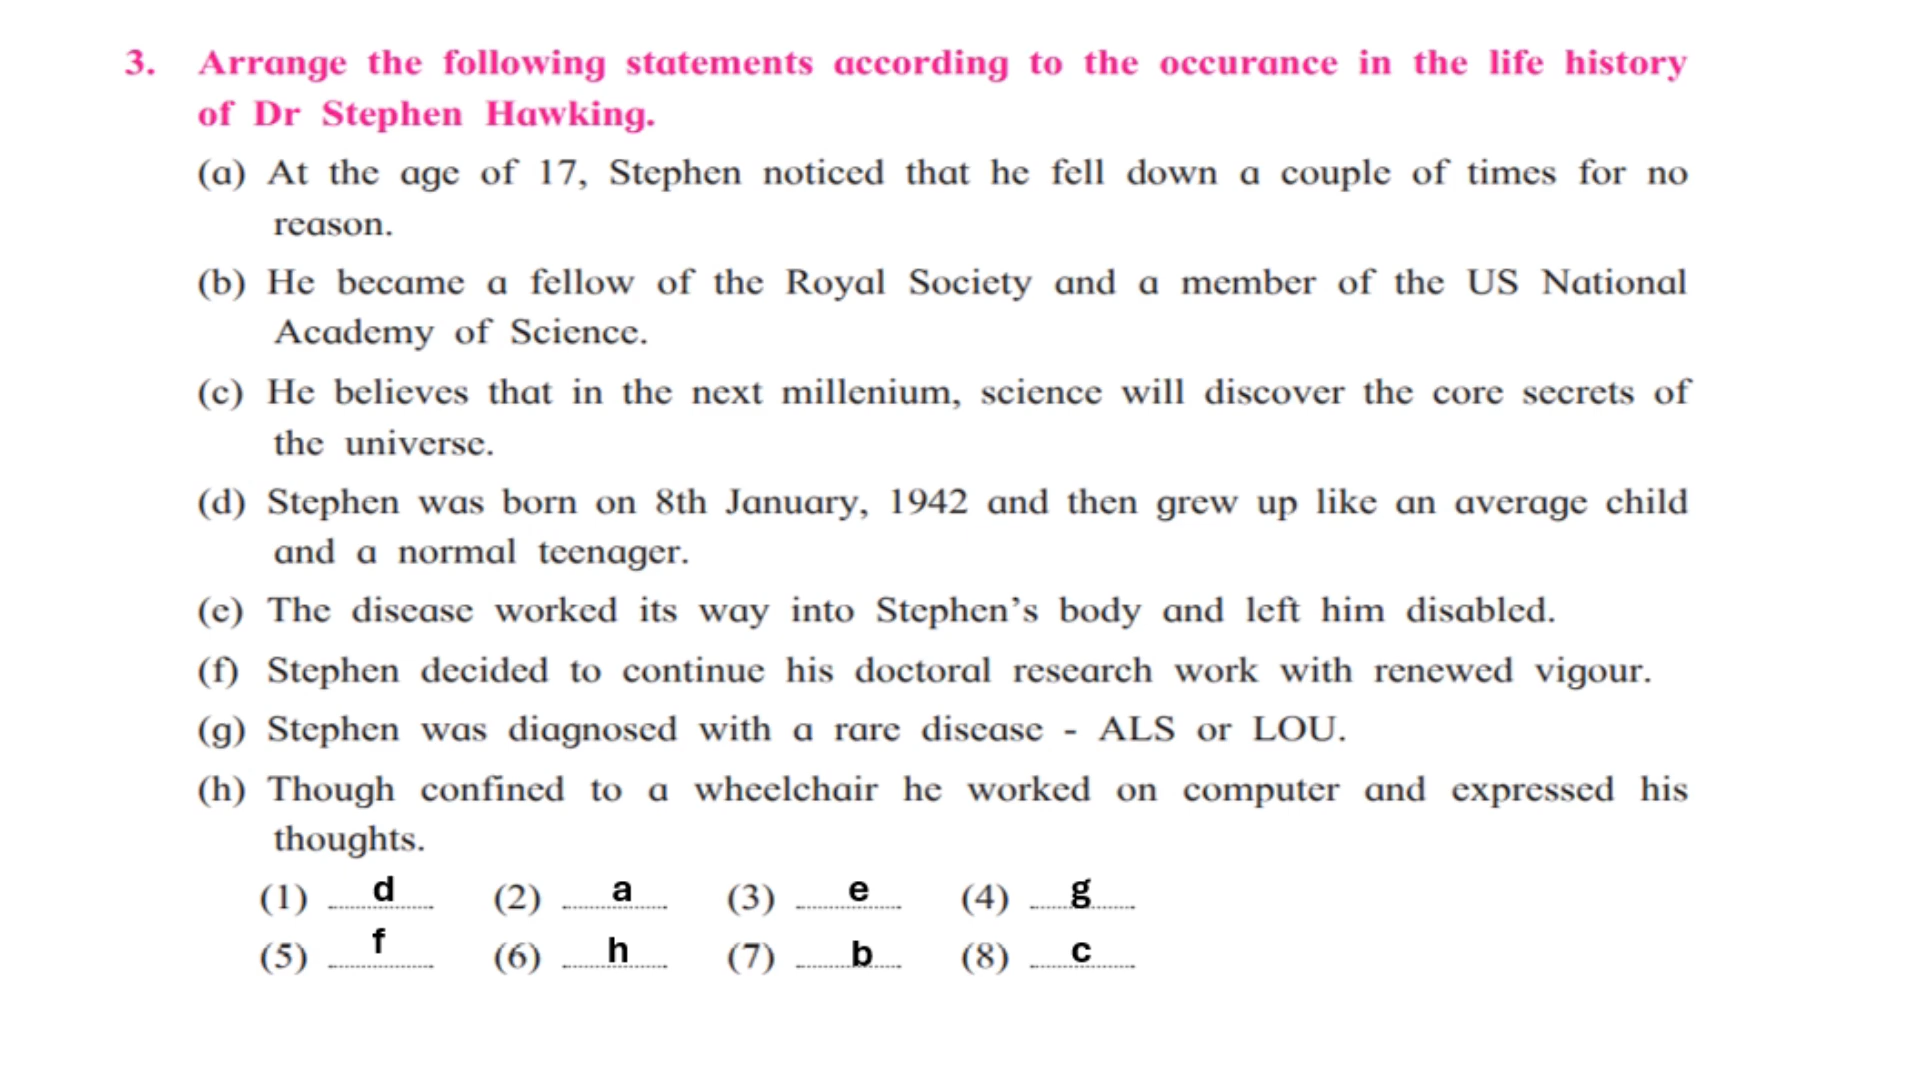 3. Arrange the following statements according to the occurance in the life history
of Dr Stephen Hawking.
(a) At the age of 17, Stephen noticed that he fell down a couple of times for no
reason.
(b) He became a fellow of the Royal Society and a member of the US National
Academy of Science.
(c) He believes that in the next millenium, science will discover the core secrets of
the universe.
(d) Stephen was born on 8th January, 1942 and then grew up like an average child
and a normal teenager.
(e) The disease worked its way into Stephen's body and left him disabled.
(f) Stephen decided to continue his doctoral research work with renewed vigour.
(g) Stephen was diagnosed with a rare disease - ALS or LOU.
(h) Though confined to a wheelchair he worked on computer and expressed his
thoughts.
(1) d (2) a (3) e (4) g
(5) f (6) h (7) b (8) c